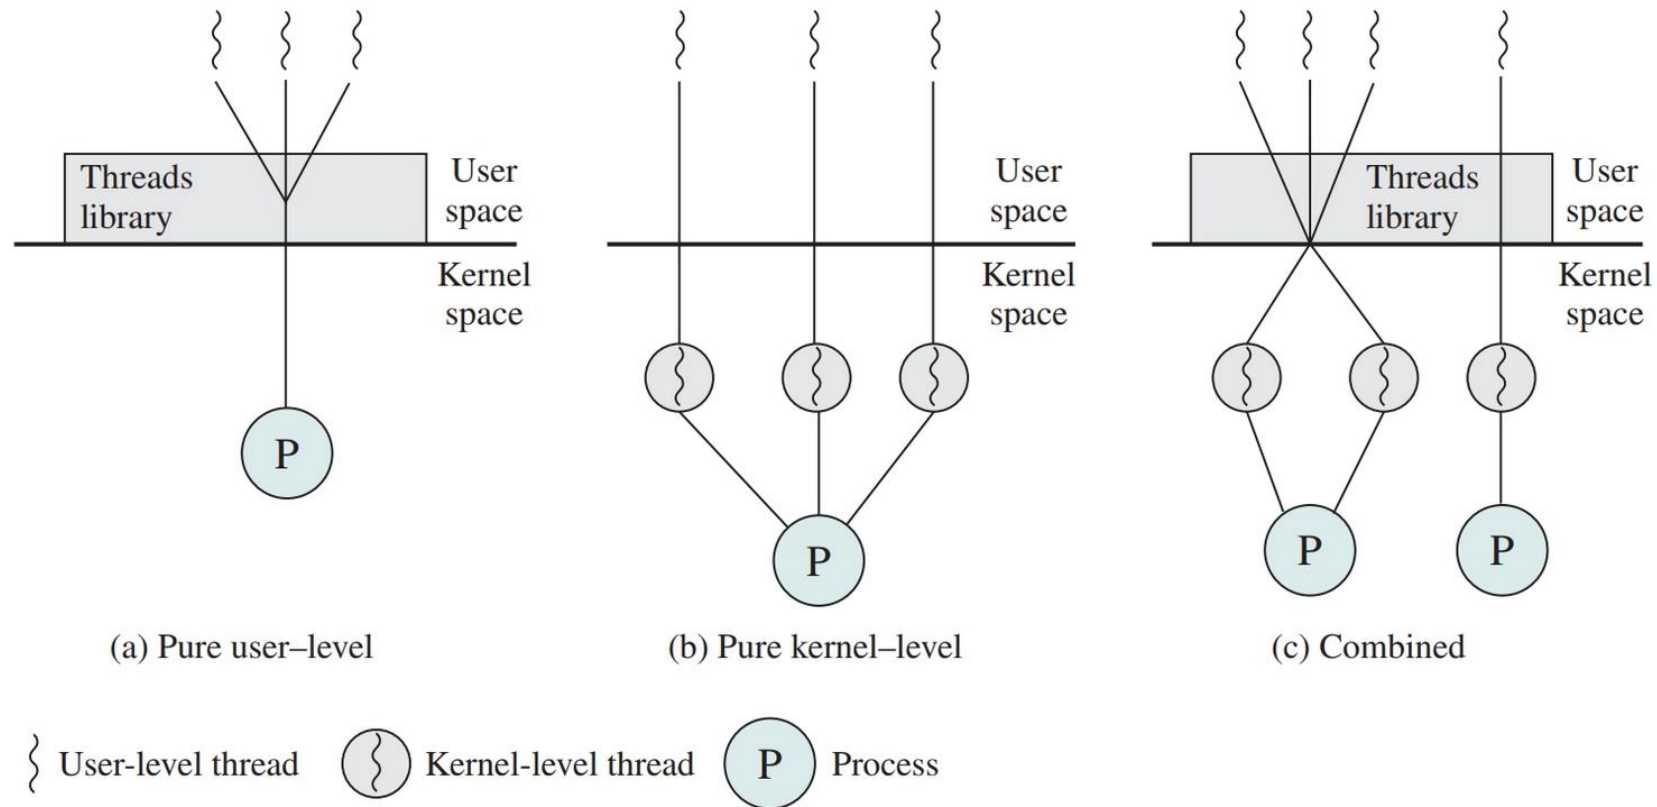 Threads
library
User
space
Kernel
space
P
(a) Pure user–level
User
space
Kernel
space
P
(b) Pure kernel–level
Threads
library
User
space
Kernel
space
P
P
(c) Combined
User-level thread
Kernel-level thread
P
Process